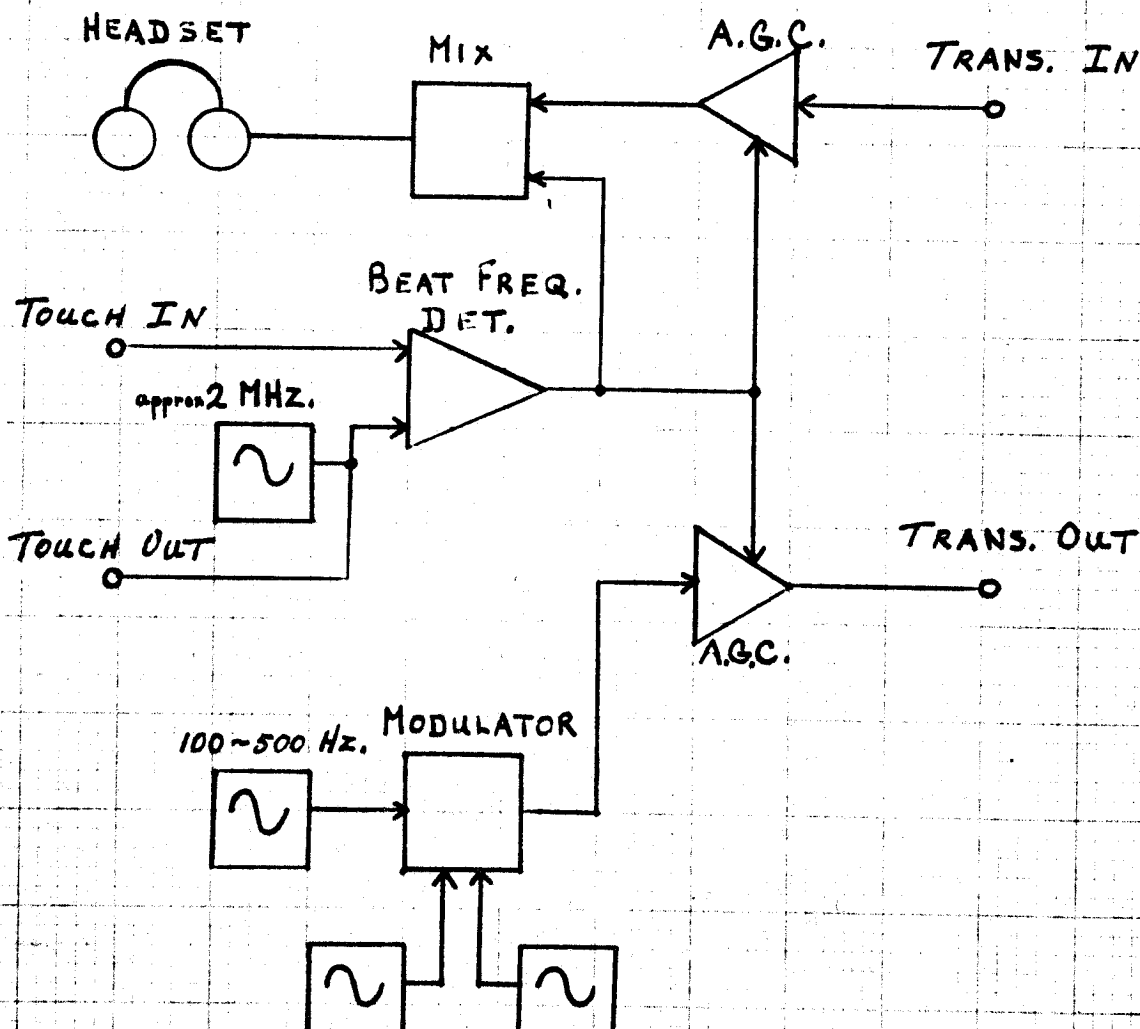 HEADSET
MIX
A.G.C.
TRANS. IN
BEAT FREQ.
DET.
TOUCH IN
approx 2 MHz.
TOUCH OUT
TRANS. OUT
A.G.C.
MODULATOR
100~500 Hz.